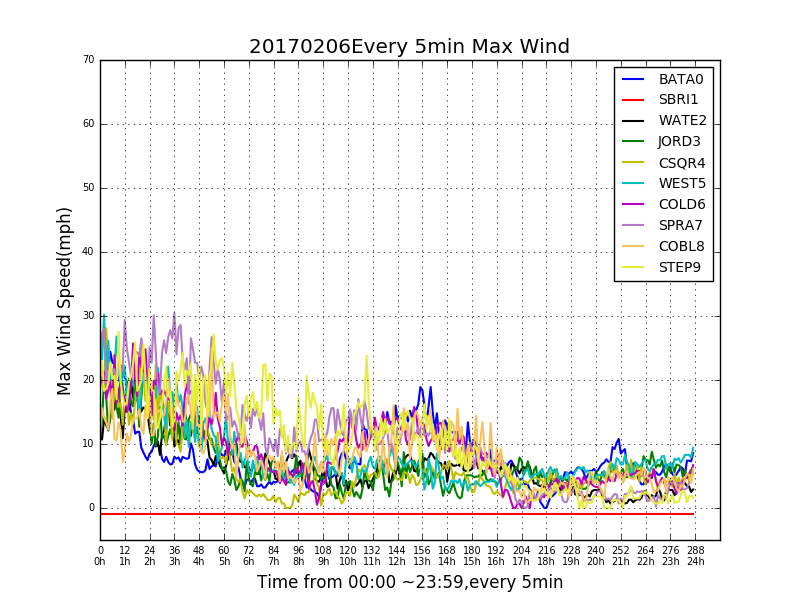 20170206Every 5min Max Wind
70
60
50
40
30
20
10
0
Max Wind Speed(mph)
BATA0
SBRI1
WATE2
JORD3
CSQR4
WEST5
COLD6
SPRA7
COBL8
STEP9
0 12 24 36 48 60 72 84 96 108 120 132 144 156 168 180 192 204 216 228 240 252 264 276 288
0h 1h 2h 3h 4h 5h 6h 7h 8h 9h 10h 11h 12h 13h 14h 15h 16h 17h 18h 19h 20h 21h 22h 23h 24h
Time from 00:00 ~23:59,every 5min